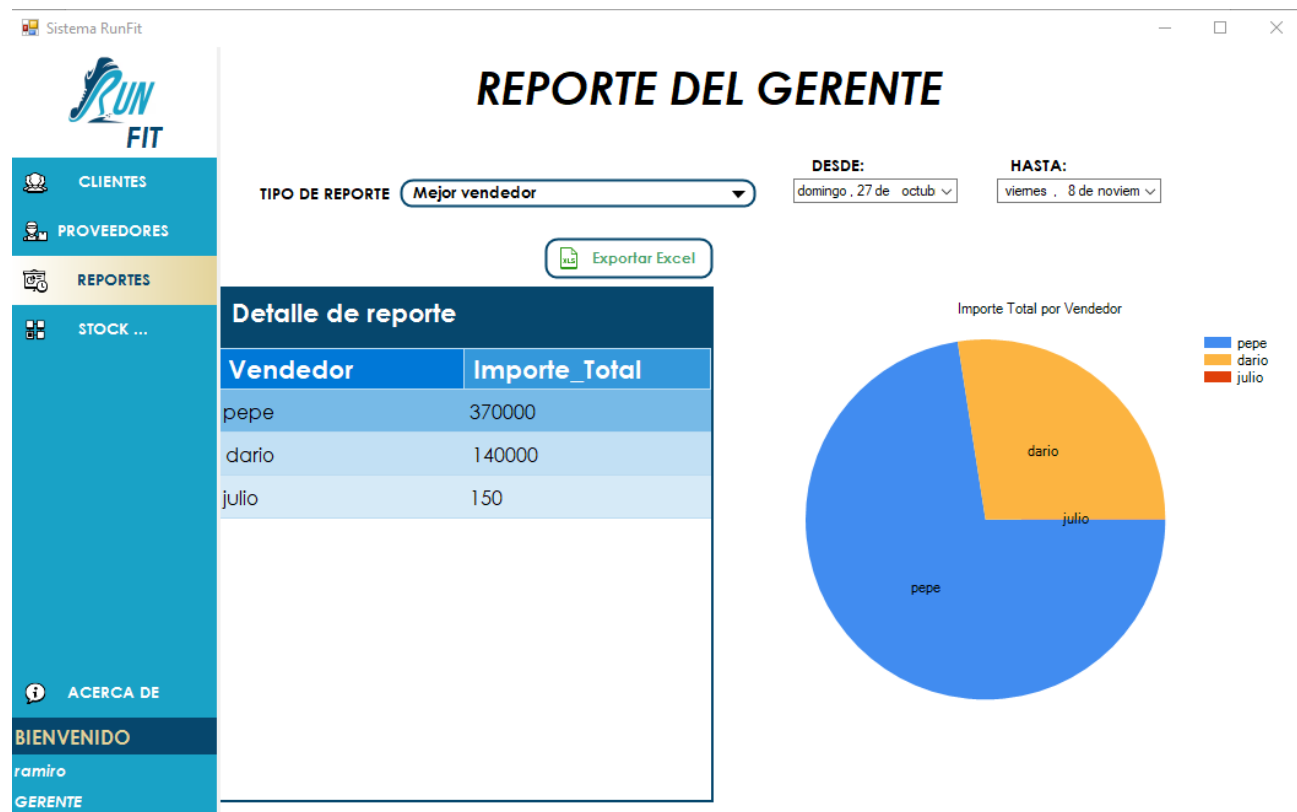 Sistema RunFit
RUN
FIT
REPORTE DEL GERENTE
CLIENTES
PROVEEDORES
REPORTES
STOCK ...
TIPO DE REPORTE
Mejor vendedor
DESDE:
domingo , 27 de octub
HASTA:
viernes , 8 de noviem
XLS
Exportar Excel
Detalle de reporte
Vendedor Importe_Total
pepe 370000
dario 140000
julio 150
Importe Total por Vendedor
pepe
dario
julio
dario
julio
pepe
ACERCA DE
BIENVENIDO
ramiro
GERENTE